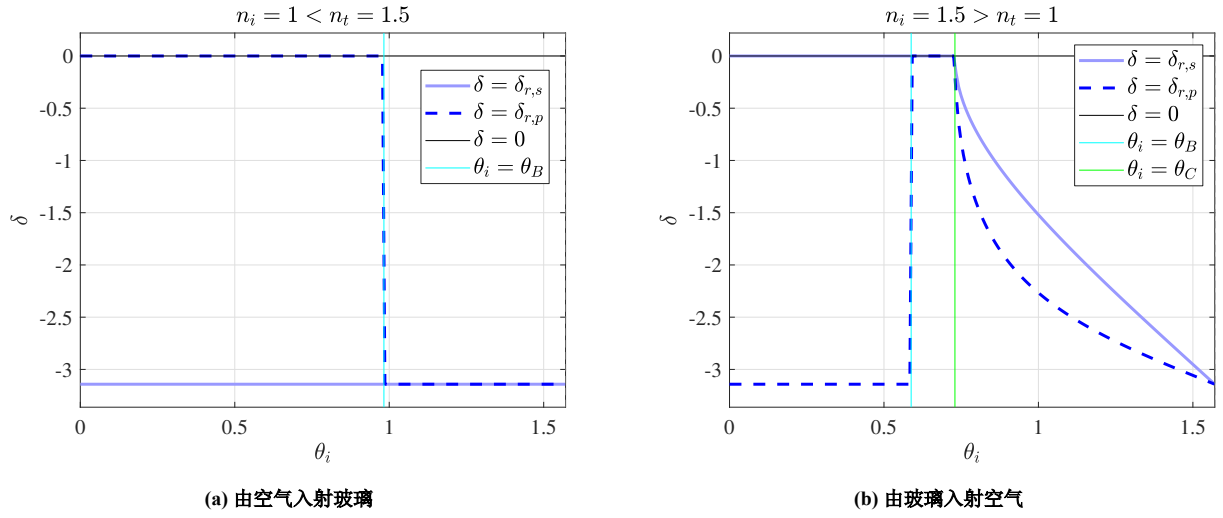 n_i = 1 < n_t = 1.5
0
-0.5
-1
-1.5
-2
-2.5
-3
δ
δ = δ_{r,s}
δ = δ_{r,p}
δ = 0
θ_i = θ_B
0 0.5 1 1.5
θ_i
(a) 由空气入射玻璃
n_i = 1.5 > n_t = 1
0
-0.5
-1
-1.5
-2
-2.5
-3
δ
δ = δ_{r,s}
δ = δ_{r,p}
δ = 0
θ_i = θ_B
θ_i = θ_C
0 0.5 1 1.5
θ_i
(b) 由玻璃入射空气